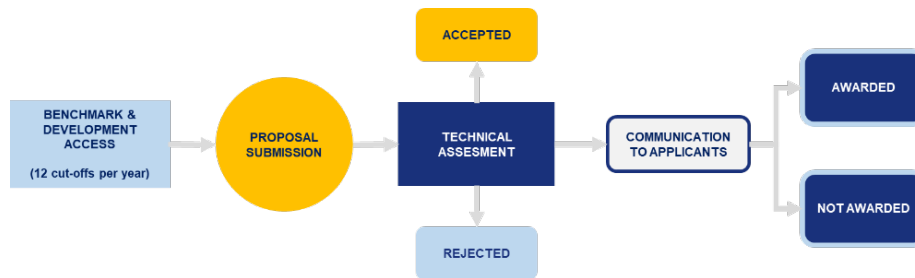 ACCEPTED
BENCHMARK &
DEVELOPMENT
ACCESS
(12 cut-offs per year)
PROPOSAL
SUBMISSION
TECHNICAL
ASSESMENT
COMMUNICATION
TO APPLICANTS
AWARDED
NOT AWARDED
REJECTED